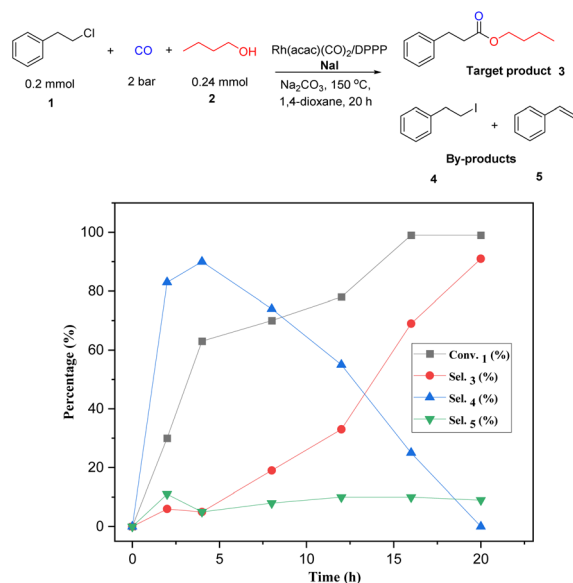 Cl
+ CO + OH
0.2 mmol 2 bar 0.24 mmol
1 2
Rh(acac)(CO)2/DPPP
NaI
Na2CO3, 150 °C,
1,4-dioxane, 20 h
O
O
Target product 3
I
+
By-products
4 5
100
80
60
40
20
0
Percentage (%)
Conv. 1 (%)
Sel. 3 (%)
Sel. 4 (%)
Sel. 5 (%)
0 5 10 15 20
Time (h)